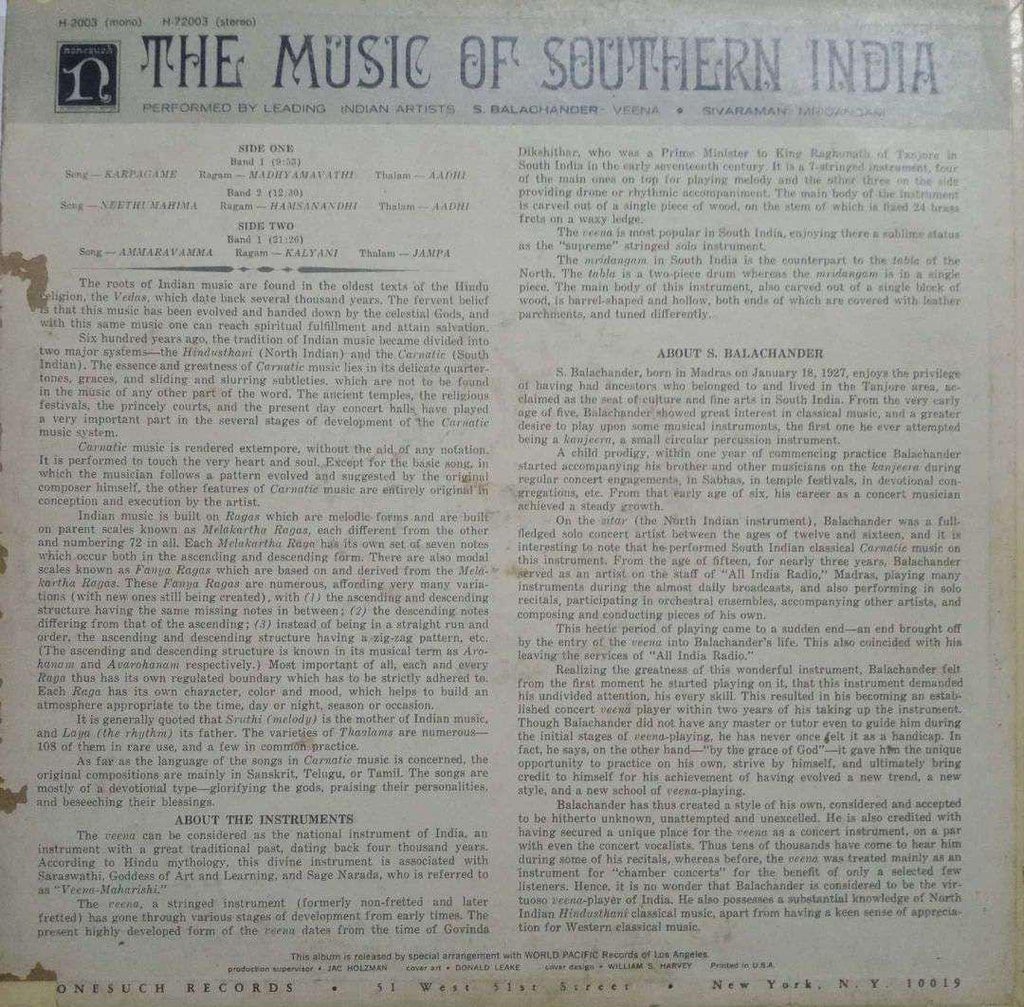 H-2003 (mono) H-72003 (stereo)
nonesuch
n
THE MUSIC OF SOUTHERN INDIA
PERFORMED BY LEADING INDIAN ARTISTS S. BALACHANDER - VEENA • SIVARAMAN - MRIDANGAM
SIDE ONE
Band 1 (9:53)
Song — KARPAGAME Ragam — MADHYAMAVATHI Thalam — AADHI
Band 2 (12:30)
Song — NEETHUMAHIMA Ragam — HAMSANANDHI Thalam — AADHI
SIDE TWO
Band 1 (21:26)
Song — AMMARAVAMMA Ragam — KALYANI Thalam — JAMPA
The roots of Indian music are found in the oldest texts of the Hindu
religion, the Vedas, which date back several thousand years. The fervent belief
is that this music has been evolved and handed down by the celestial Gods, and
with this same music one can reach spiritual fulfillment and attain salvation.
Six hundred years ago, the tradition of Indian music became divided into
two major systems—the Hindusthani (North Indian) and the Carnatic (South
Indian). The essence and greatness of Carnatic music lies in its delicate quarter-
tones, graces, and sliding and slurring subtleties, which are not to be found
in the music of any other part of the word. The ancient temples, the religious
festivals, the princely courts, and the present day concert halls have played
a very important part in the several stages of development of the Carnatic
music system.
Carnatic music is rendered extempore, without the aid of any notation.
It is performed to touch the very heart and soul. Except for the basic song, in
which the musician follows a pattern evolved and suggested by the original
composer himself, the other features of Carnatic music are entirely original in
conception and execution by the artist.
Indian music is built on Ragas which are melodic forms and are built
on parent scales known as Melakartha Ragas, each different from the other
and numbering 72 in all. Each Melakartha Raga has its own set of seven notes
which occur both in the ascending and descending form. There are also modal
scales known as Fanya Ragas which are based on and derived from the Mela-
kartha Ragas. These Fanya Ragas are numerous, affording very many varia-
tions (with new ones still being created), with (1) the ascending and descending
structure having the same missing notes in between; (2) the descending notes
differing from that of the ascending; (3) instead of being in a straight run and
order, the ascending and descending structure having a zig-zag pattern, etc.
(The ascending and descending structure is known in its musical term as Aro-
hanam and Avarohanam respectively.) Most important of all, each and every
Raga thus has its own regulated boundary which has to be strictly adhered to.
Each Raga has its own character, color and mood, which helps to build an
atmosphere appropriate to the time, day or night, season or occasion.
It is generally quoted that Sruthi (melody) is the mother of Indian music,
and Laya (the rhythm) its father. The varieties of Thaalams are numerous—
108 of them in rare use, and a few in common practice.
As far as the language of the songs in Carnatic music is concerned, the
original compositions are mainly in Sanskrit, Telugu, or Tamil. The songs are
mostly of a devotional type—glorifying the gods, praising their personalities,
and beseeching their blessings.
ABOUT THE INSTRUMENTS
The veena can be considered as the national instrument of India, an
instrument with a great traditional past, dating back four thousand years.
According to Hindu mythology, this divine instrument is associated with
Saraswathi, Goddess of Art and Learning, and Sage Narada, who is referred to
as "Veena-Maharishi."
The veena, a stringed instrument (formerly non-fretted and later
fretted) has gone through various stages of development from early times. The
present highly developed form of the veena dates from the time of Govinda
Dikshithar, who was a Prime Minister to King Raghunath of Tanjore in
South India in the early seventeenth century. It is a 7-stringed instrument, four
of the main ones on top for playing melody and the other three on the side
providing drone or rhythmic accompaniment. The main body of the instrument
is carved out of a single piece of wood, on the stem of which is fixed 24 brass
frets on a waxy ledge.
The veena is most popular in South India, enjoying there a sublime status
as the "supreme" stringed solo instrument.
The mridangam in South India is the counterpart to the tabla of the
North. The tabla is a two-piece drum whereas the mridangam is in a single
piece. The main body of this instrument, also carved out of a single block of
wood, is barrel-shaped and hollow, both ends of which are covered with leather
parchments, and tuned differently.
ABOUT S. BALACHANDER
S. Balachander, born in Madras on January 18, 1927, enjoys the privilege
of having had ancestors who belonged to and lived in the Tanjore area, ac-
claimed as the seat of culture and fine arts in South India. From the very early
age of five, Balachander showed great interest in classical music, and a greater
desire to play upon some musical instruments, the first one he ever attempted
being a kanjeera, a small circular percussion instrument.
A child prodigy, within one year of commencing practice Balachander
started accompanying his brother and other musicians on the kanjeera during
regular concert engagements, in Sabhas, in temple festivals, in devotional con-
gregations, etc. From that early age of six, his career as a concert musician
achieved a steady growth.
On the sitar (the North Indian instrument), Balachander was a full-
fledged solo concert artist between the ages of twelve and sixteen, and it is
interesting to note that he performed South Indian classical Carnatic music on
this instrument. From the age of fifteen, for nearly three years, Balachander
served as an artist on the staff of "All India Radio," Madras, playing many
instruments during the almost daily broadcasts, and also performing in solo
recitals, participating in orchestral ensembles, accompanying other artists, and
composing and conducting pieces of his own.
This hectic period of playing came to a sudden end—an end brought off
by the entry of the veena into Balachander's life. This also coincided with his
leaving the services of "All India Radio."
Realizing the greatness of this wonderful instrument, Balachander felt
from the first moment he started playing on it, that this instrument demanded
his undivided attention, his every skill. This resulted in his becoming an estab-
lished concert veena player within two years of his taking up the instrument.
Though Balachander did not have any master or tutor even to guide him during
the initial stages of veena-playing, he has never once felt it as a handicap. In
fact, he says, on the other hand—"by the grace of God"—it gave him the unique
opportunity to practice on his own, strive by himself, and ultimately bring
credit to himself for his achievement of having evolved a new trend, a new
style, and a new school of veena-playing.
Balachander has thus created a style of his own, considered and accepted
to be hitherto unknown, unattempted and unexcelled. He is also credited with
having secured a unique place for the veena as a concert instrument, on a par
with even the concert vocalists. Thus tens of thousands have come to hear him
during some of his recitals, whereas before, the veena was treated mainly as an
instrument for "chamber concerts" for the benefit of only a selected few
listeners. Hence, it is no wonder that Balachander is considered to be the vir-
tuoso veena-player of India. He also possesses a substantial knowledge of North
Indian Hindusthani classical music, apart from having a keen sense of apprecia-
tion for Western classical music.
This album is released by special arrangement with WORLD PACIFIC Records of Los Angeles.
production supervisor • JAC HOLZMAN cover art • DONALD LEAKE cover design • WILLIAM S. HARVEY Printed in U.S.A.
ONESUCH RECORDS • 51 West 51st Street • New York, N.Y. 10019